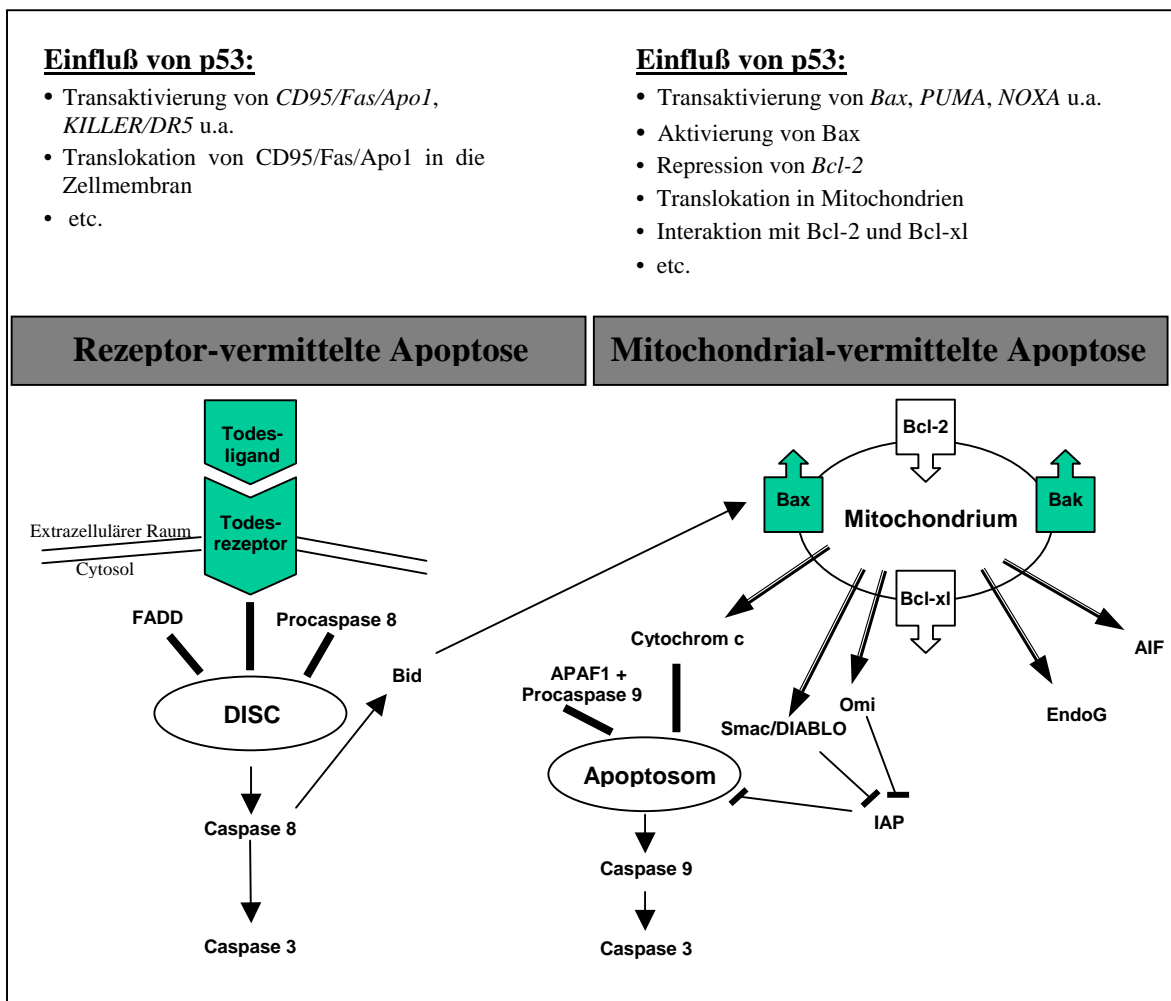 Einfluß von p53:
• Transaktivierung von CD95/Fas/Apo1,
KILLER/DR5 u.a.
• Translokation von CD95/Fas/Apo1 in die
Zellmembran
• etc.
Einfluß von p53:
• Transaktivierung von Bax, PUMA, NOXA u.a.
• Aktivierung von Bax
• Repression von Bcl-2
• Translokation in Mitochondrien
• Interaktion mit Bcl-2 und Bcl-xl
• etc.
Rezeptor-vermittelte Apoptose
Mitochondrial-vermittelte Apoptose
Todes-
ligand
Todes-
rezeptor
Extrazellulärer Raum
Cytosol
FADD
Procaspase 8
DISC
Bid
Caspase 8
Caspase 3
Bcl-2
Bax
Bak
Mitochondrium
Bcl-xl
Cytochrom c
AIF
APAF1 +
Procaspase 9
Omi
EndoG
Smac/DIABLO
Apoptosom
IAP
Caspase 9
Caspase 3